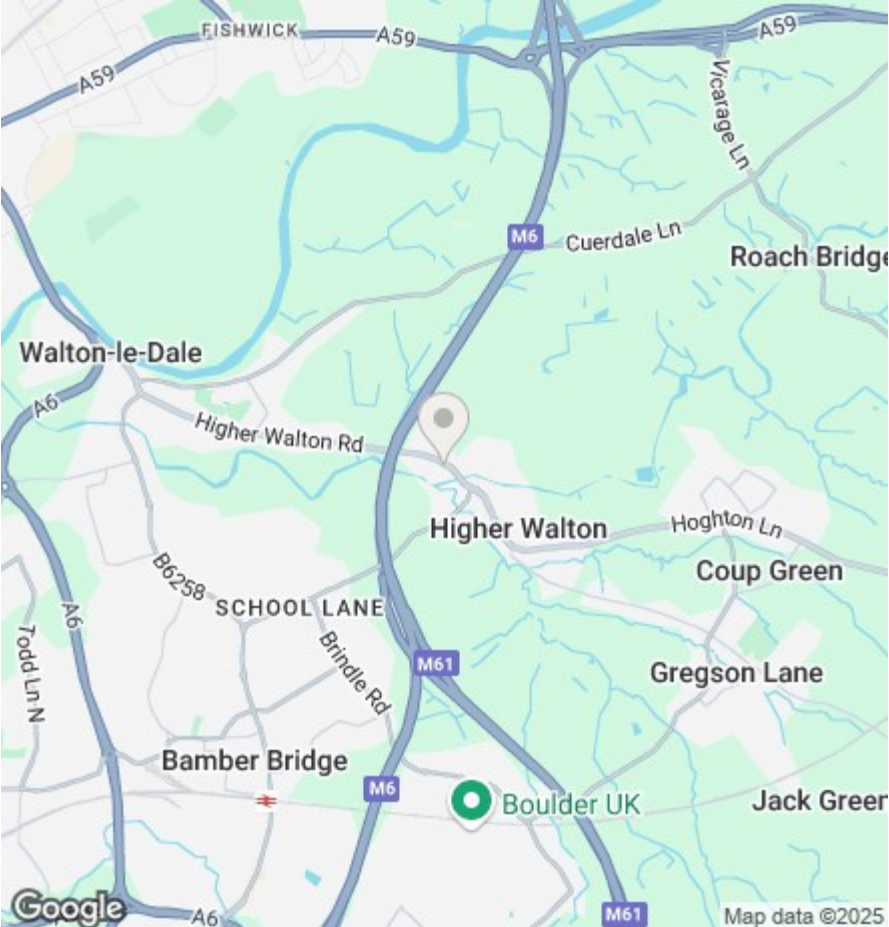 FISHWICK
A59
A59
A59
Vicarage Ln
M6
Cuerdale Ln
Roach Bridge
Walton-le-Dale
A6
Higher Walton Rd
Higher Walton
Hoghton Ln
Coup Green
B6258
SCHOOL LANE
A6
Todd Ln N
Brindle Rd
M61
Gregson Lane
Bamber Bridge
M6
Boulder UK
Jack Green
Google
A6
M61
Map data ©2025